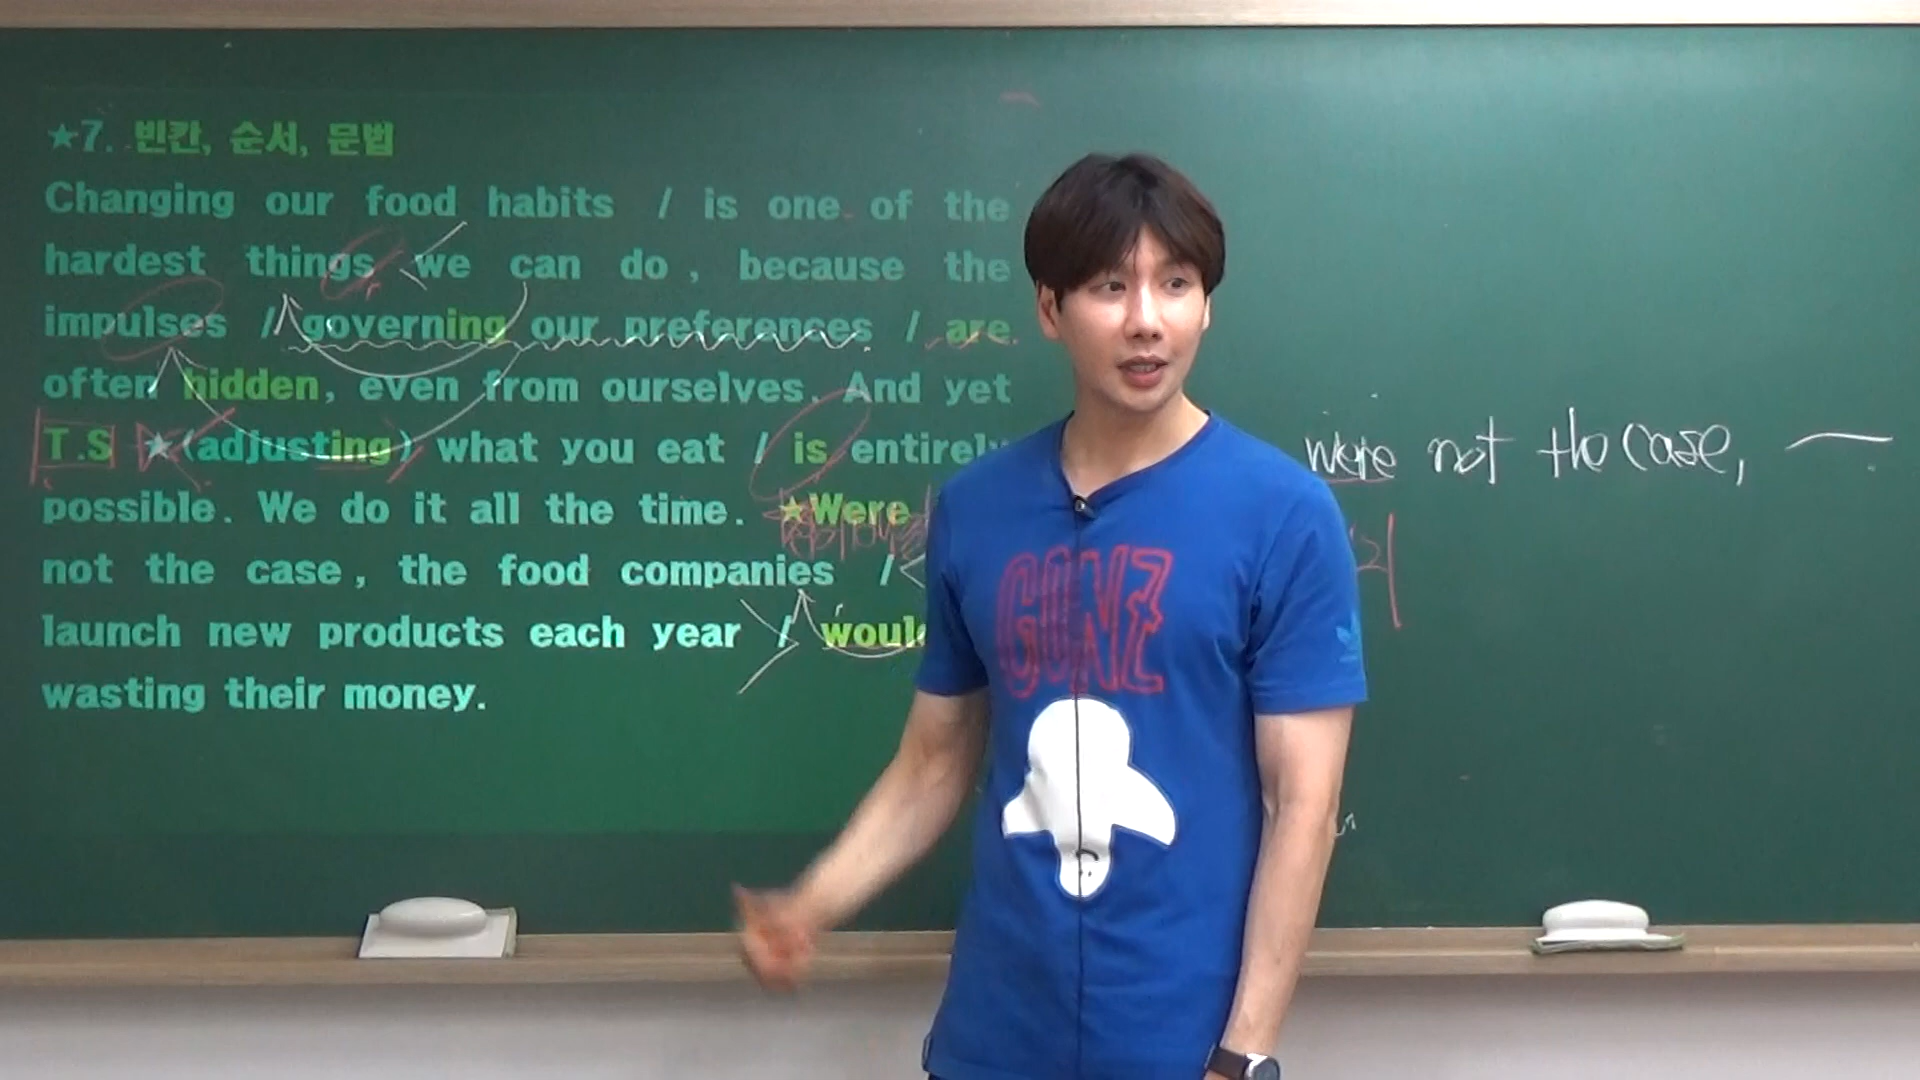 ★7. 빈칸, 순서, 문법
Changing our food habits / is one of the
hardest things we can do, because the
impulses / governing our preferences / are
often hidden, even from ourselves. And yet
T.S ★(adjusting) what you eat / is entirely
possible. We do it all the time. ★Were
not the case, the food companies /
launch new products each year / would
wasting their money.
were not the case,
GONZ